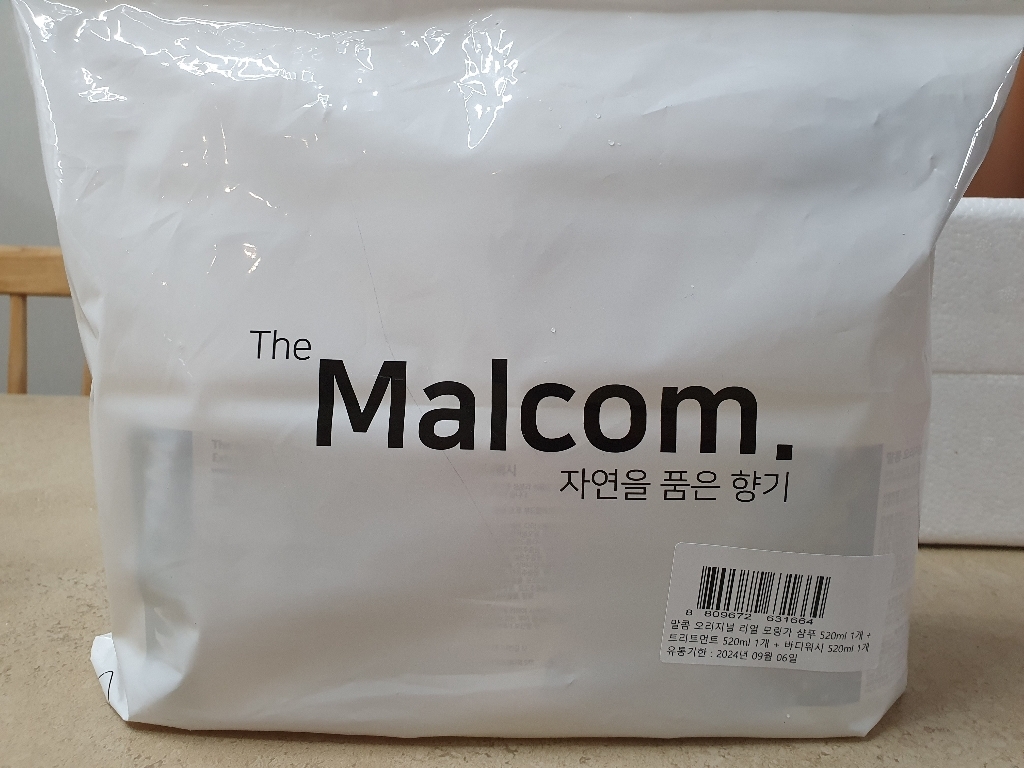 The
Malcom.
자연을 품은 향기
8 809672 631664
말콤 오리지널 리얼 모링가 샴푸 520ml 1개 +
트리트먼트 520ml 1개 + 바디워시 520ml 1개
유통기한 : 2024년 09월 06일